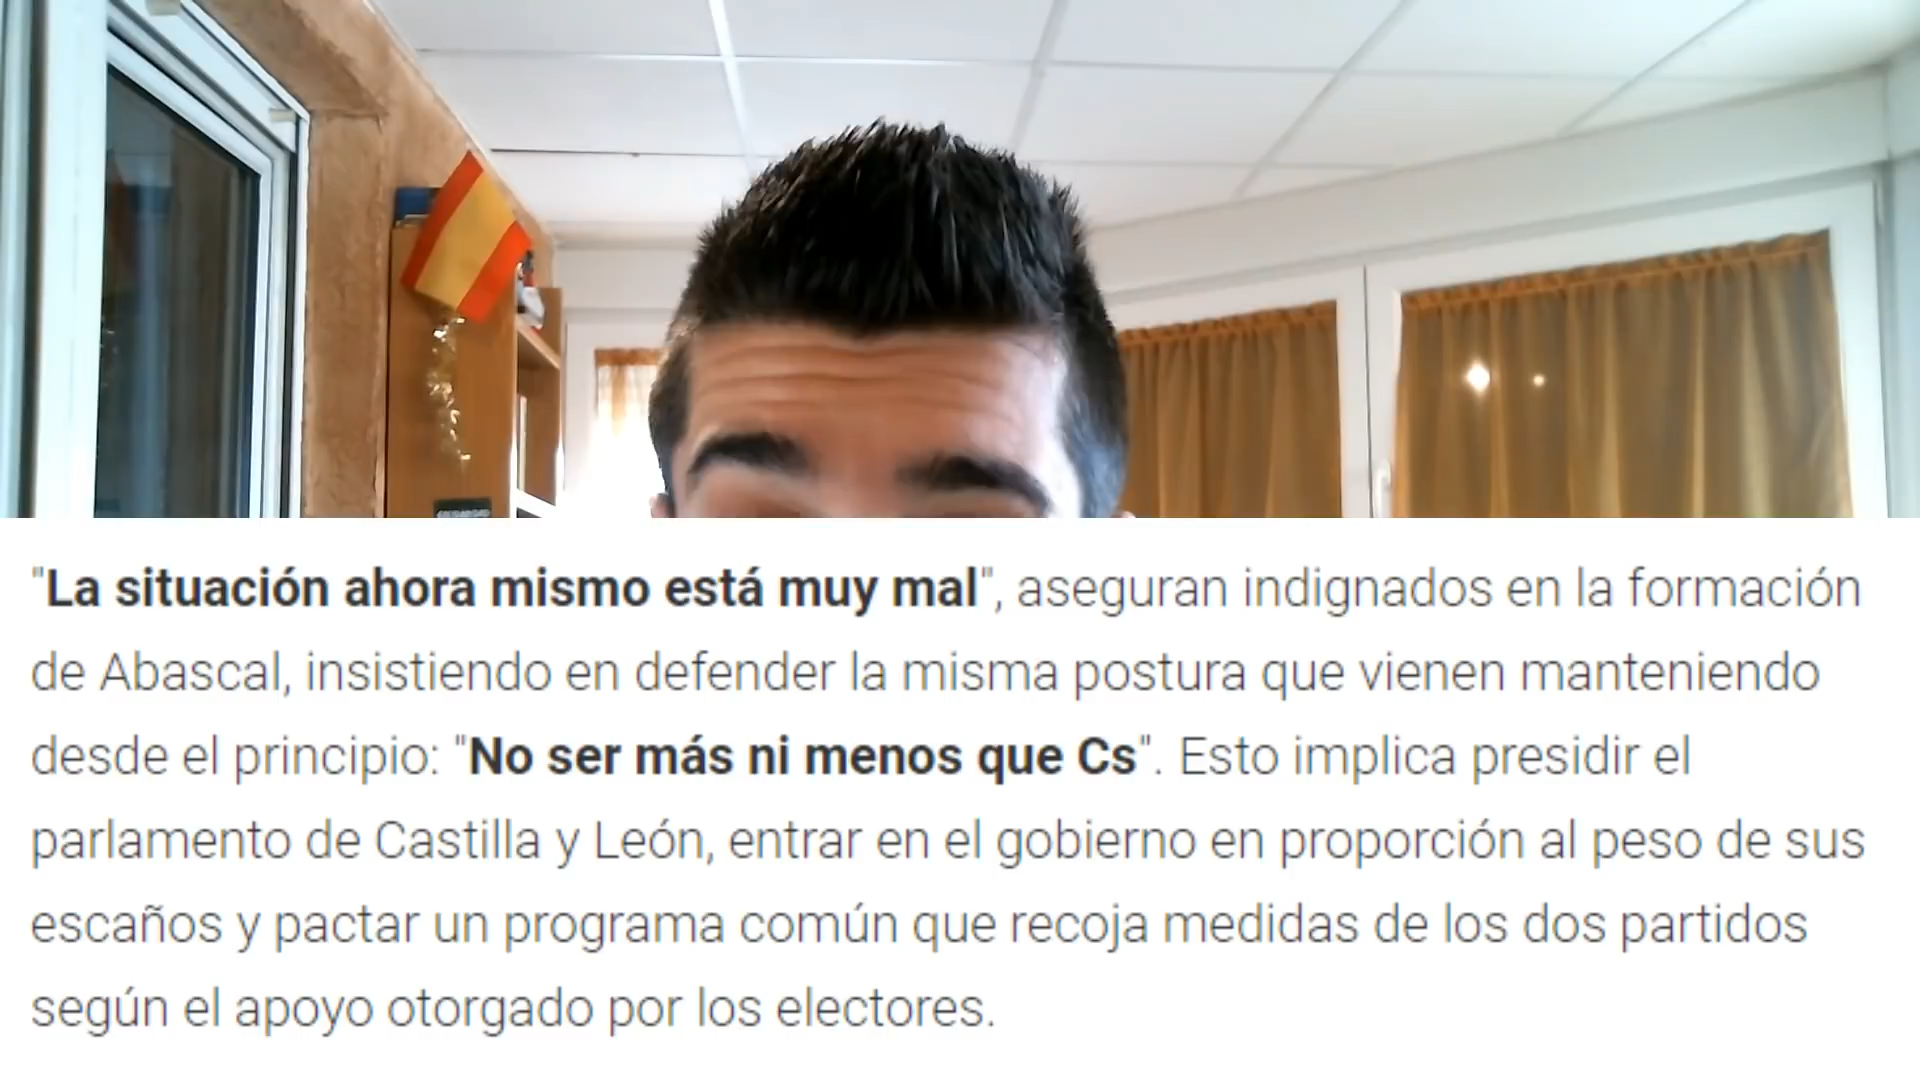 "La situación ahora mismo está muy mal", aseguran indignados en la formación
de Abascal, insistiendo en defender la misma postura que vienen manteniendo
desde el principio: "No ser más ni menos que Cs". Esto implica presidir el
parlamento de Castilla y León, entrar en el gobierno en proporción al peso de sus
escaños y pactar un programa común que recoja medidas de los dos partidos
según el apoyo otorgado por los electores.